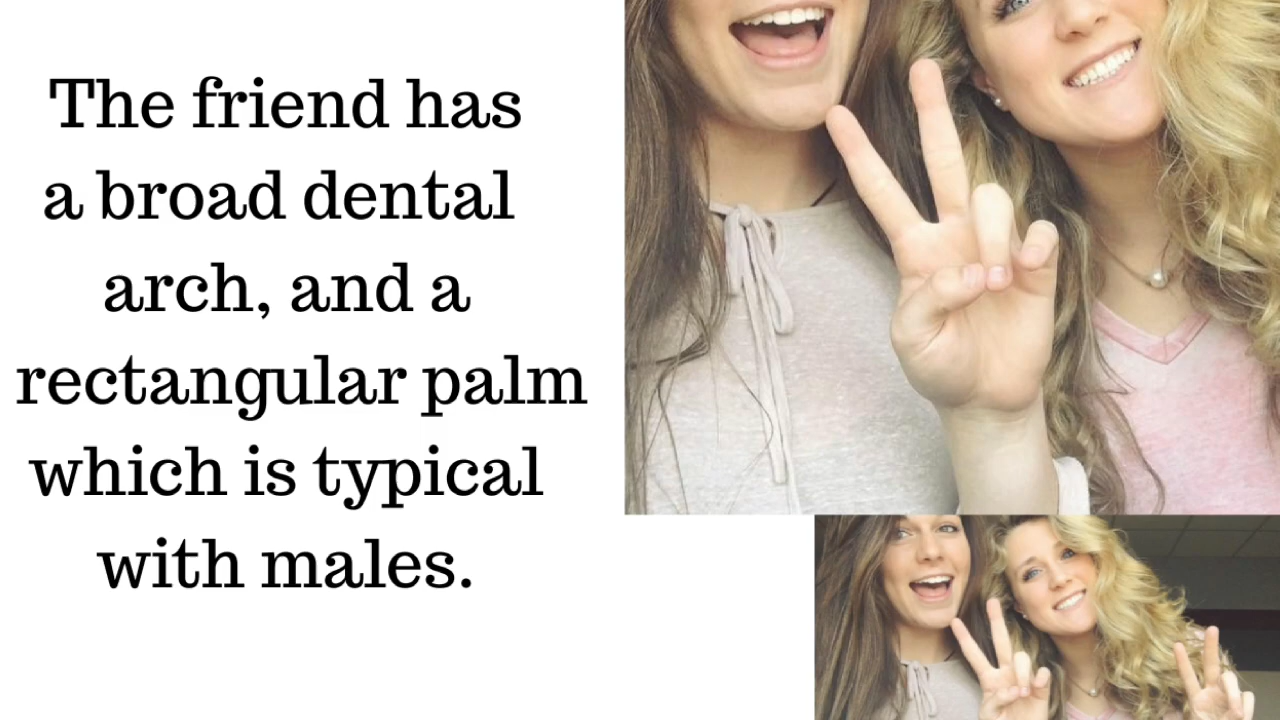 The friend has
a broad dental
arch, and a
rectangular palm
which is typical
with males.